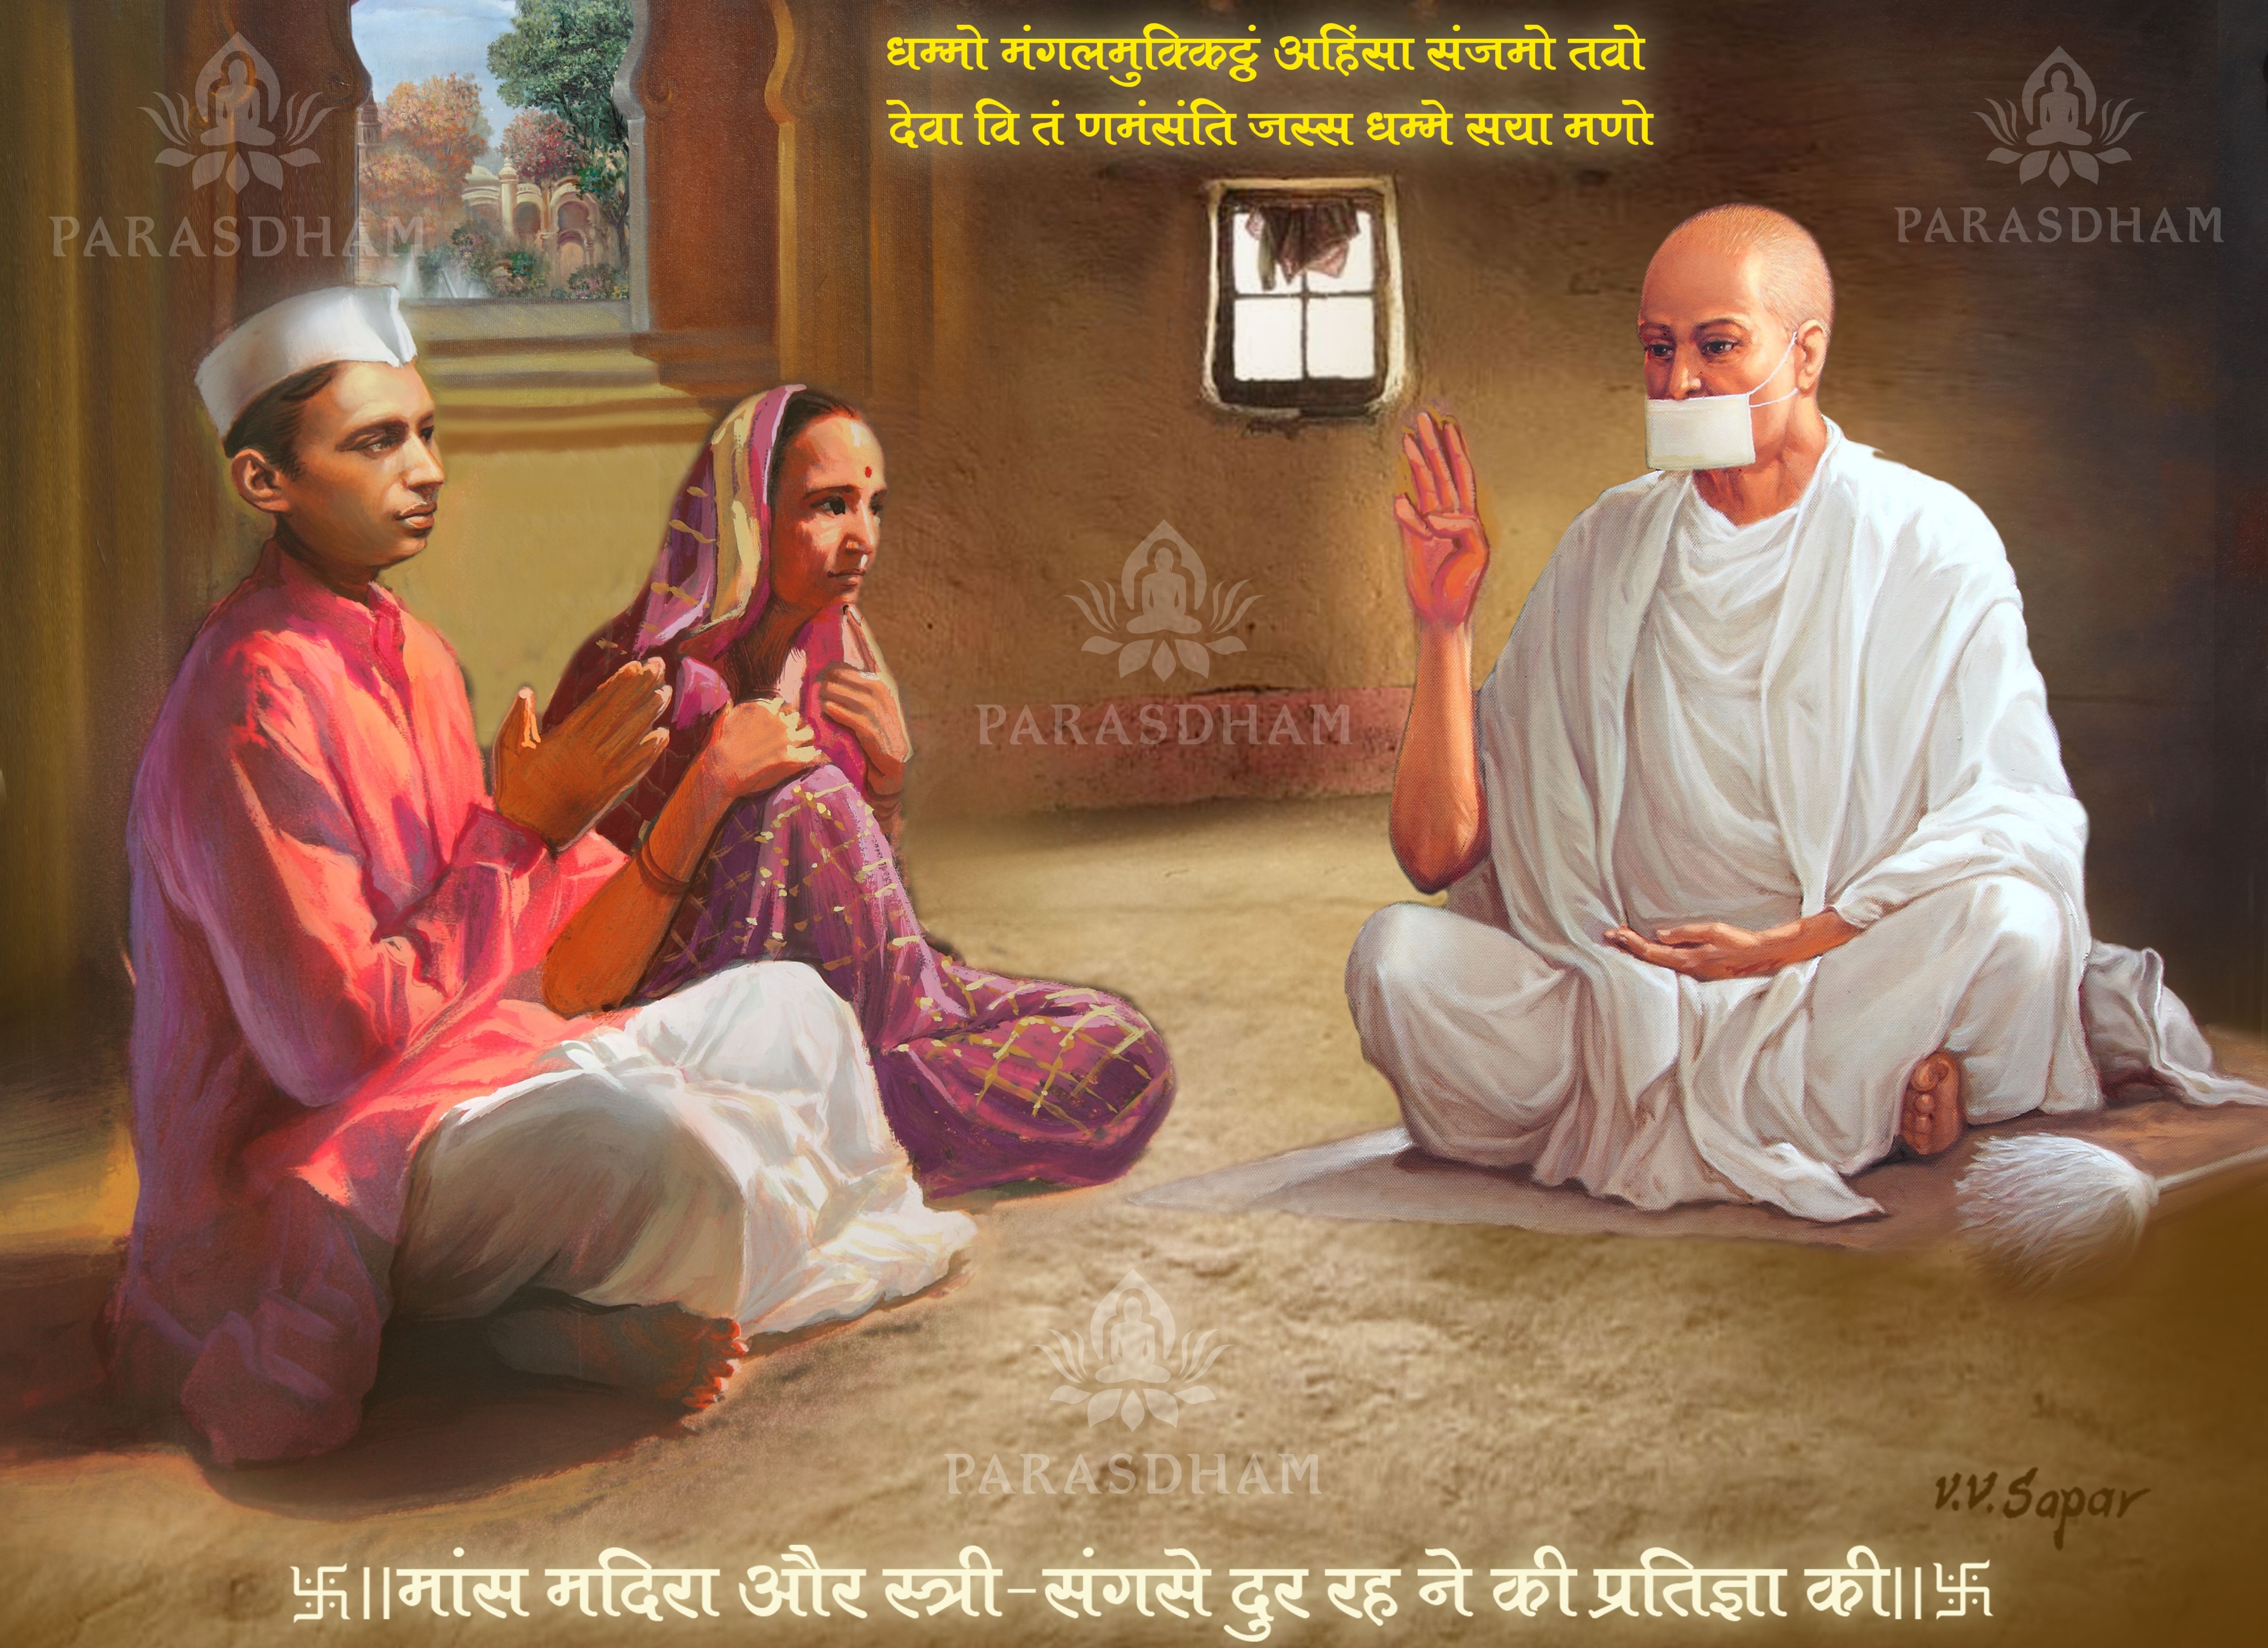 धम्मो मंगलमुक्किट्ठं अहिंसा संजमो तवो
देवा वि तं णमंसंति जस्स धम्मे सया मणो
PARASDHAM
PARASDHAM
PARASDHAM
PARASDHAM
V.V. Sapar
卐||मांस मदिरा और स्त्री-संगसे दुर रह ने की प्रतिज्ञा की||卐